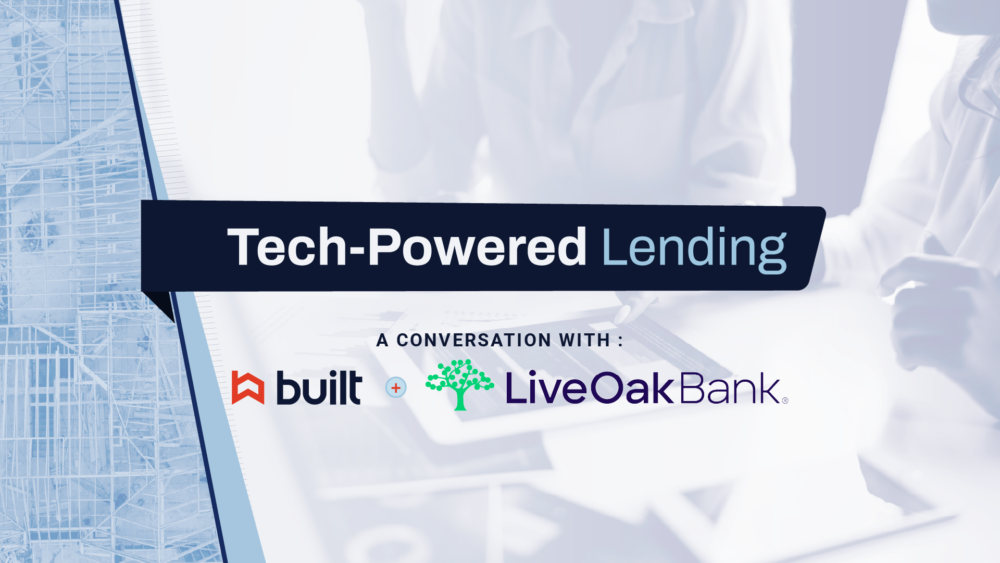 Tech-Powered Lending
A CONVERSATION WITH :
built + LiveOakBank®